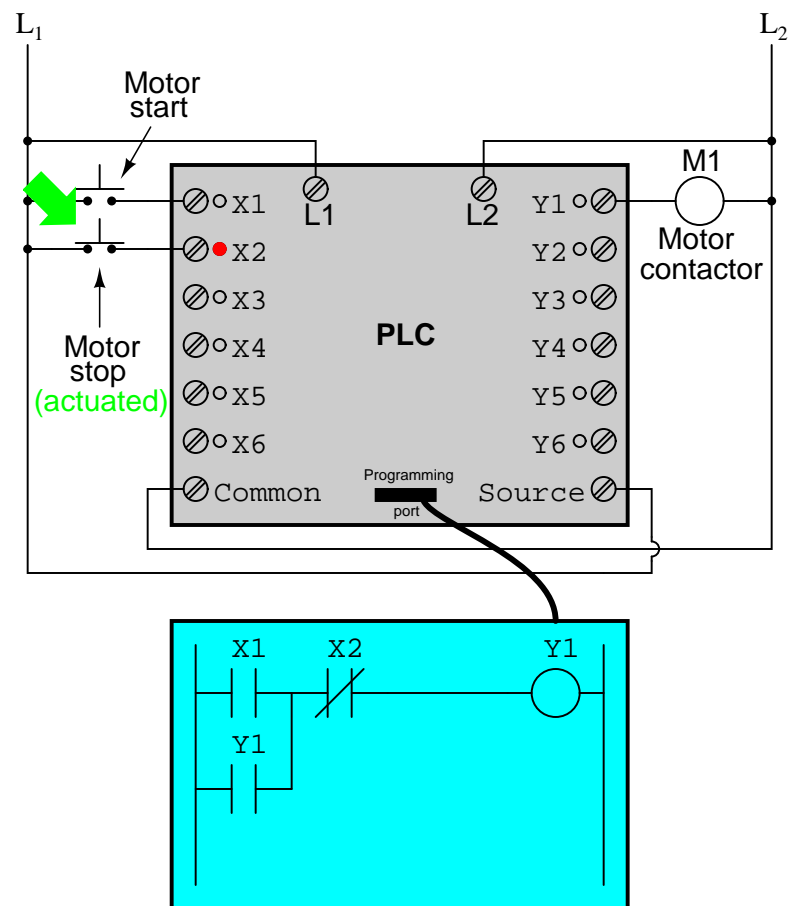 L1 L2
Motor
start
M1
X1 L1 L2 Y1
Motor
contactor
X2 Y2
X3 Y3
Motor
stop
(actuated)
X4 PLC Y4
X5 Y5
X6 Y6
Common Programming
port Source
X1 X2 Y1
Y1